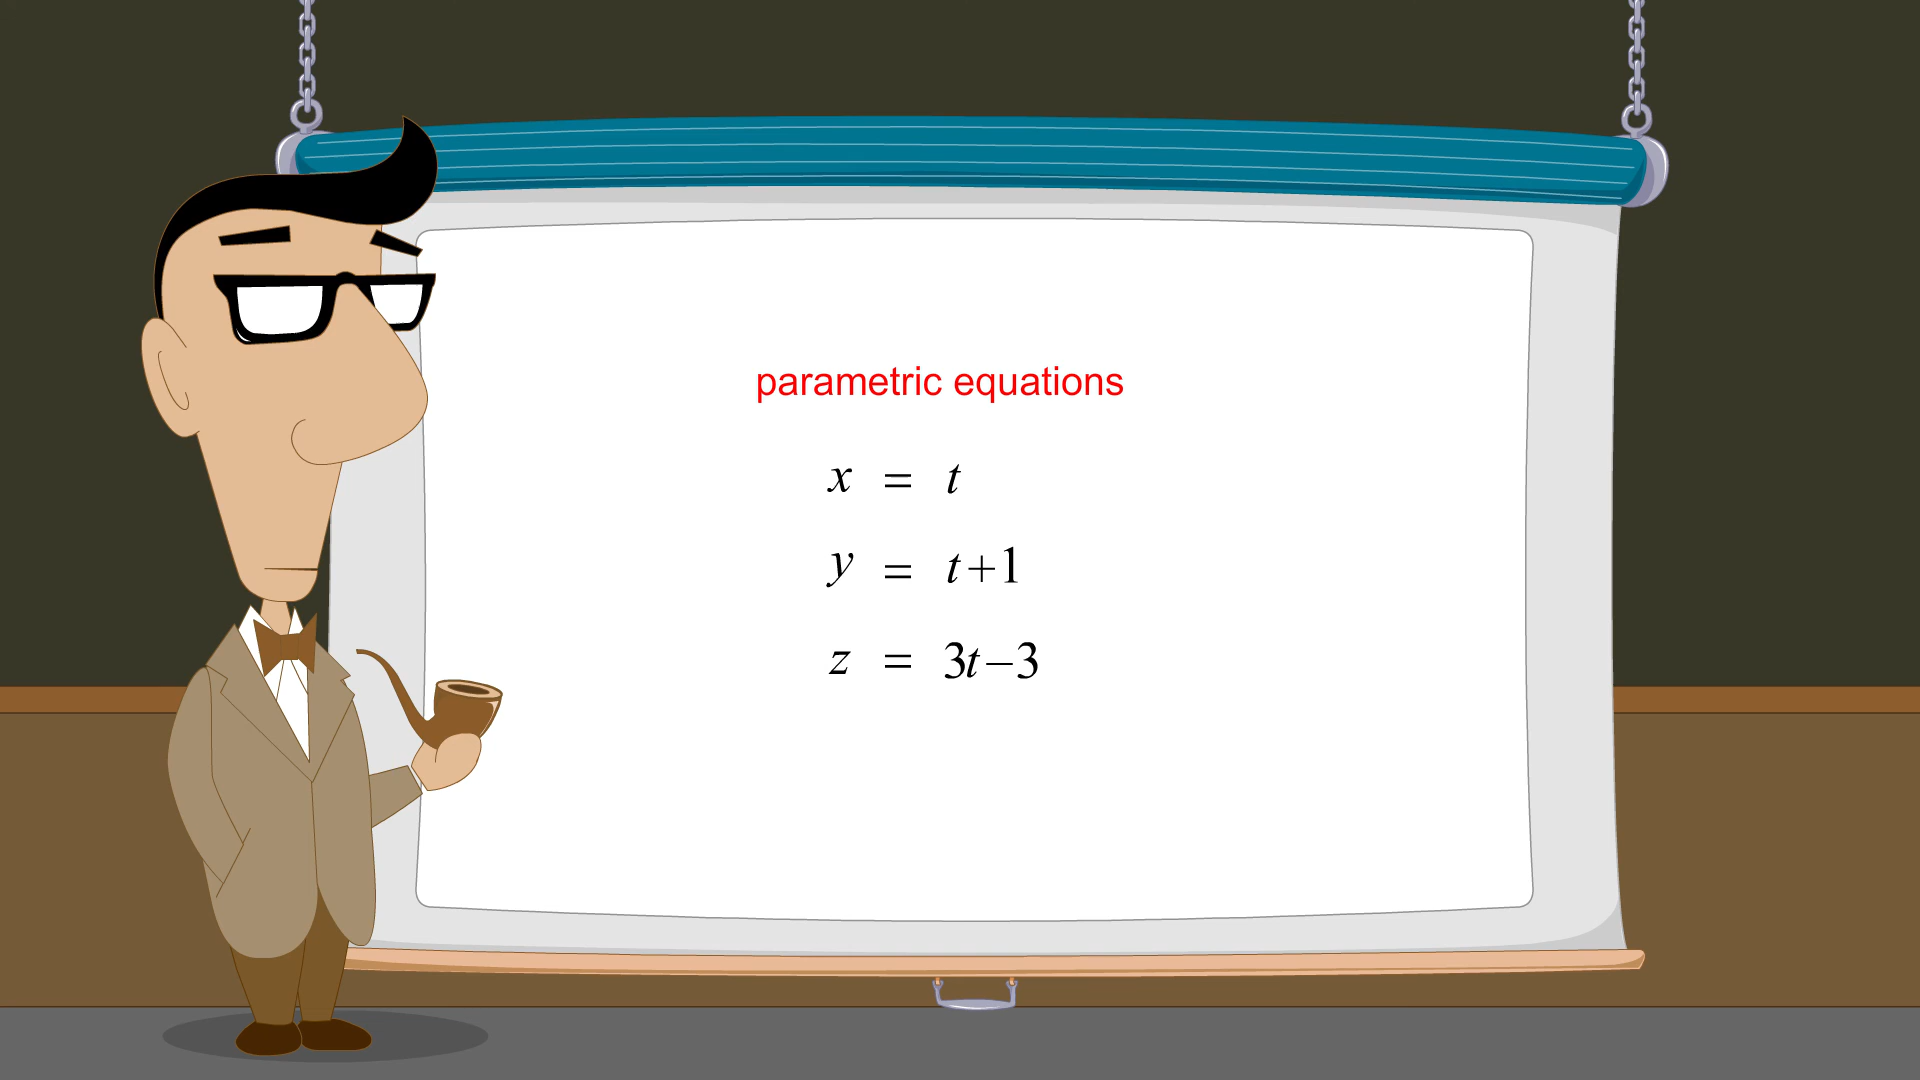 parametric equations
x = t
y = t+1
z = 3t−3